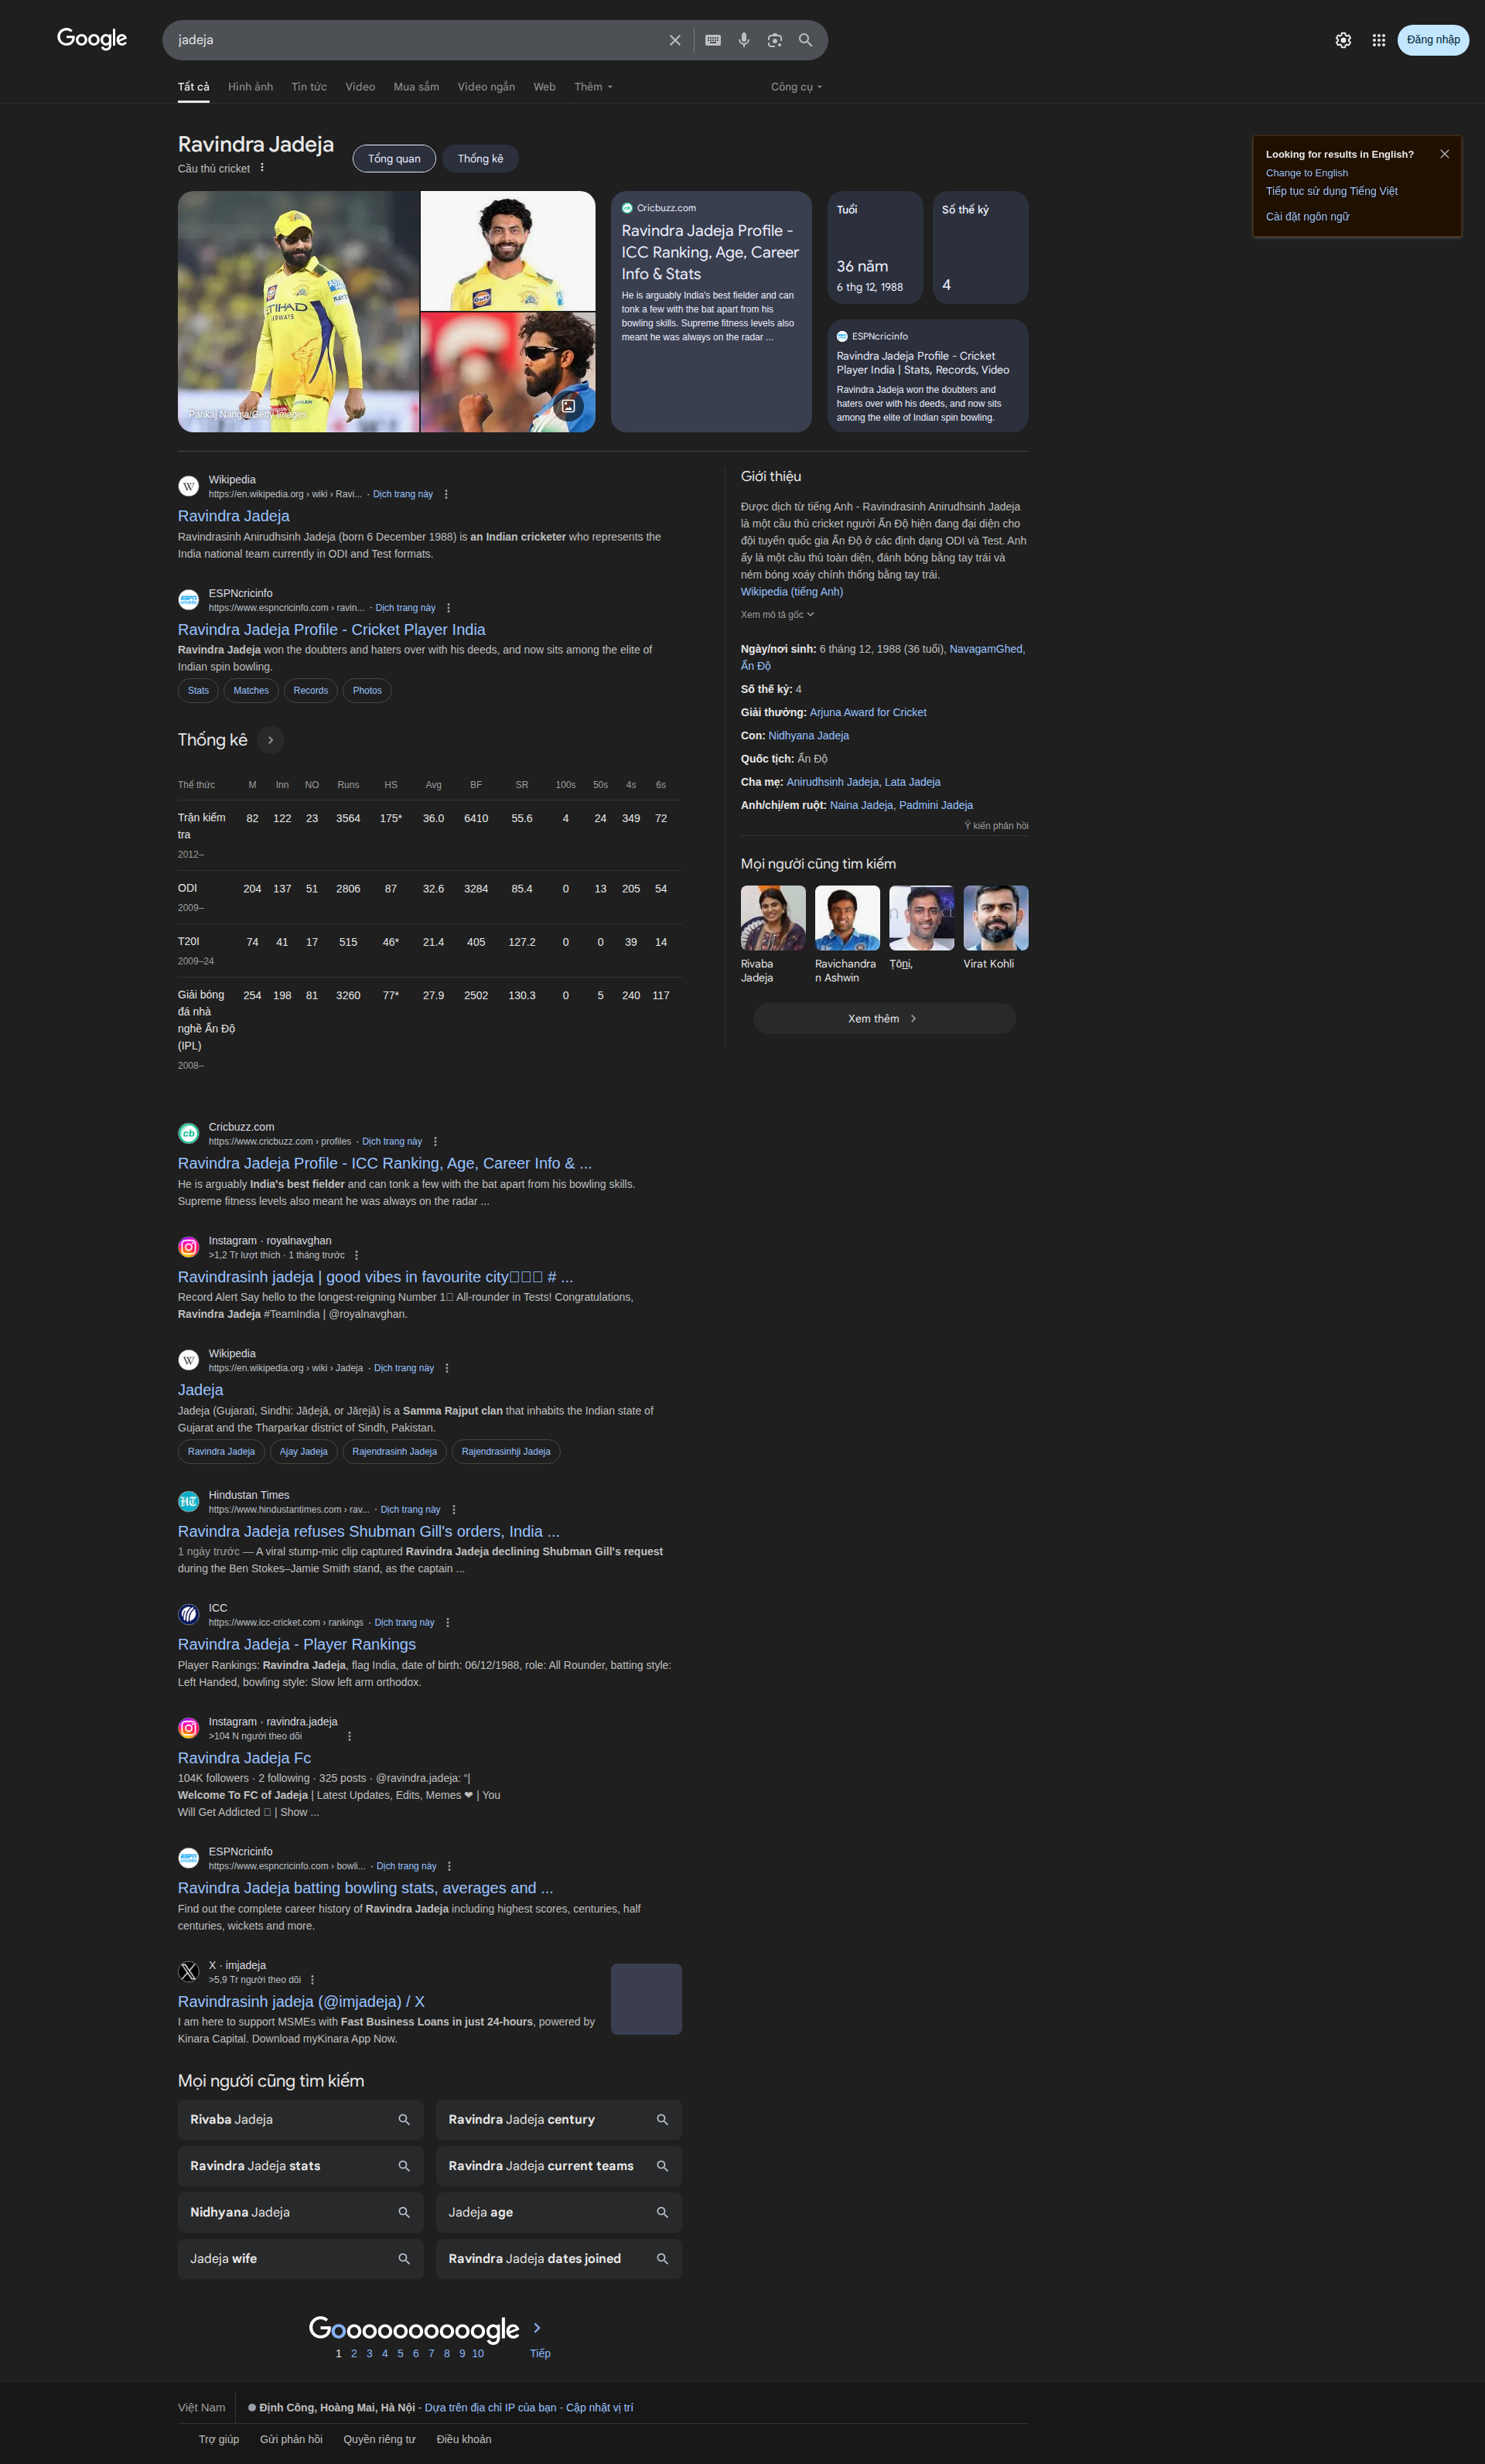 Google
jadeja
Đăng nhập
Tất cả
Hình ảnh
Tin tức
Video
Mua sắm
Video ngắn
Web
Thêm
Công cụ
Ravindra Jadeja
Cầu thủ cricket
Tổng quan
Thống kê
Looking for results in English?
Change to English
Tiếp tục sử dụng Tiếng Việt
Cài đặt ngôn ngữ
Pankaj Nangia/Getty Images
Cricbuzz.com
Ravindra Jadeja Profile -
ICC Ranking, Age, Career
Info & Stats
He is arguably India's best fielder and can
tonk a few with the bat apart from his
bowling skills. Supreme fitness levels also
meant he was always on the radar ...
Tuổi
36 năm
6 thg 12, 1988
Số thế kỷ
4
ESPNcricinfo
Ravindra Jadeja Profile - Cricket
Player India | Stats, Records, Video
Ravindra Jadeja won the doubters and
haters over with his deeds, and now sits
among the elite of Indian spin bowling.
Wikipedia
https://en.wikipedia.org › wiki › Ravi... · Dịch trang này
Ravindra Jadeja
Ravindrasinh Anirudhsinh Jadeja (born 6 December 1988) is an Indian cricketer who represents the
India national team currently in ODI and Test formats.
ESPNcricinfo
https://www.espncricinfo.com › ravin... · Dịch trang này
Ravindra Jadeja Profile - Cricket Player India
Ravindra Jadeja won the doubters and haters over with his deeds, and now sits among the elite of
Indian spin bowling.
Stats
Matches
Records
Photos
Thống kê
Thể thức M Inn NO Runs HS Avg BF SR 100s 50s 4s 6s
Trận kiểm 82 122 23 3564 175* 36.0 6410 55.6 4 24 349 72
tra
2012–
ODI 204 137 51 2806 87 32.6 3284 85.4 0 13 205 54
2009–
T20I 74 41 17 515 46* 21.4 405 127.2 0 0 39 14
2009–24
Giải bóng 254 198 81 3260 77* 27.9 2502 130.3 0 5 240 117
đá nhà
nghề Ấn Độ
(IPL)
2008–
Giới thiệu
Được dịch từ tiếng Anh - Ravindrasinh Anirudhsinh Jadeja
là một cầu thủ cricket người Ấn Độ hiện đang đại diện cho
đội tuyển quốc gia Ấn Độ ở các định dạng ODI và Test. Anh
ấy là một cầu thủ toàn diện, đánh bóng bằng tay trái và
ném bóng xoáy chính thống bằng tay trái.
Wikipedia (tiếng Anh)
Xem mô tả gốc
Ngày/nơi sinh: 6 tháng 12, 1988 (36 tuổi), NavagamGhed,
Ấn Độ
Số thế kỷ: 4
Giải thưởng: Arjuna Award for Cricket
Con: Nidhyana Jadeja
Quốc tịch: Ấn Độ
Cha mẹ: Anirudhsinh Jadeja, Lata Jadeja
Anh/chị/em ruột: Naina Jadeja, Padmini Jadeja
Ý kiến phản hồi
Mọi người cũng tìm kiếm
Rivaba
Jadeja
Ravichandra
n Ashwin
Virat Kohli
Xem thêm
Cricbuzz.com
https://www.cricbuzz.com › profiles · Dịch trang này
Ravindra Jadeja Profile - ICC Ranking, Age, Career Info & ...
He is arguably India's best fielder and can tonk a few with the bat apart from his bowling skills.
Supreme fitness levels also meant he was always on the radar ...
Instagram · royalnavghan
>1,2 Tr lượt thích · 1 tháng trước
Ravindrasinh jadeja | good vibes in favourite city # ...
Record Alert Say hello to the longest-reigning Number 1 All-rounder in Tests! Congratulations,
Ravindra Jadeja #TeamIndia | @royalnavghan.
Wikipedia
https://en.wikipedia.org › wiki › Jadeja · Dịch trang này
Jadeja
Jadeja (Gujarati, Sindhi: Jāḍejā, or Jāṛejā) is a Samma Rajput clan that inhabits the Indian state of
Gujarat and the Tharparkar district of Sindh, Pakistan.
Ravindra Jadeja
Ajay Jadeja
Rajendrasinh Jadeja
Rajendrasinhji Jadeja
Hindustan Times
https://www.hindustantimes.com › rav... · Dịch trang này
Ravindra Jadeja refuses Shubman Gill's orders, India ...
1 ngày trước — A viral stump-mic clip captured Ravindra Jadeja declining Shubman Gill's request
during the Ben Stokes–Jamie Smith stand, as the captain ...
ICC
https://www.icc-cricket.com › rankings · Dịch trang này
Ravindra Jadeja - Player Rankings
Player Rankings: Ravindra Jadeja, flag India, date of birth: 06/12/1988, role: All Rounder, batting style:
Left Handed, bowling style: Slow left arm orthodox.
Instagram · ravindra.jadeja
>104 N người theo dõi
Ravindra Jadeja Fc
104K followers · 2 following · 325 posts · @ravindra.jadeja: “|
Welcome To FC of Jadeja | Latest Updates, Edits, Memes ❤ | You
Will Get Addicted | Show ...
ESPNcricinfo
https://www.espncricinfo.com › bowli... · Dịch trang này
Ravindra Jadeja batting bowling stats, averages and ...
Find out the complete career history of Ravindra Jadeja including highest scores, centuries, half
centuries, wickets and more.
X · imjadeja
>5,9 Tr người theo dõi
Ravindrasinh jadeja (@imjadeja) / X
I am here to support MSMEs with Fast Business Loans in just 24-hours, powered by
Kinara Capital. Download myKinara App Now.
Mọi người cũng tìm kiếm
Rivaba Jadeja
Ravindra Jadeja century
Ravindra Jadeja stats
Ravindra Jadeja current teams
Nidhyana Jadeja
Jadeja age
Jadeja wife
Ravindra Jadeja dates joined
Goooooooooogle
1 2 3 4 5 6 7 8 9 10 Tiếp
Việt Nam
Định Công, Hoàng Mai, Hà Nội - Dựa trên địa chỉ IP của bạn - Cập nhật vị trí
Trợ giúp
Gửi phản hồi
Quyền riêng tư
Điều khoản